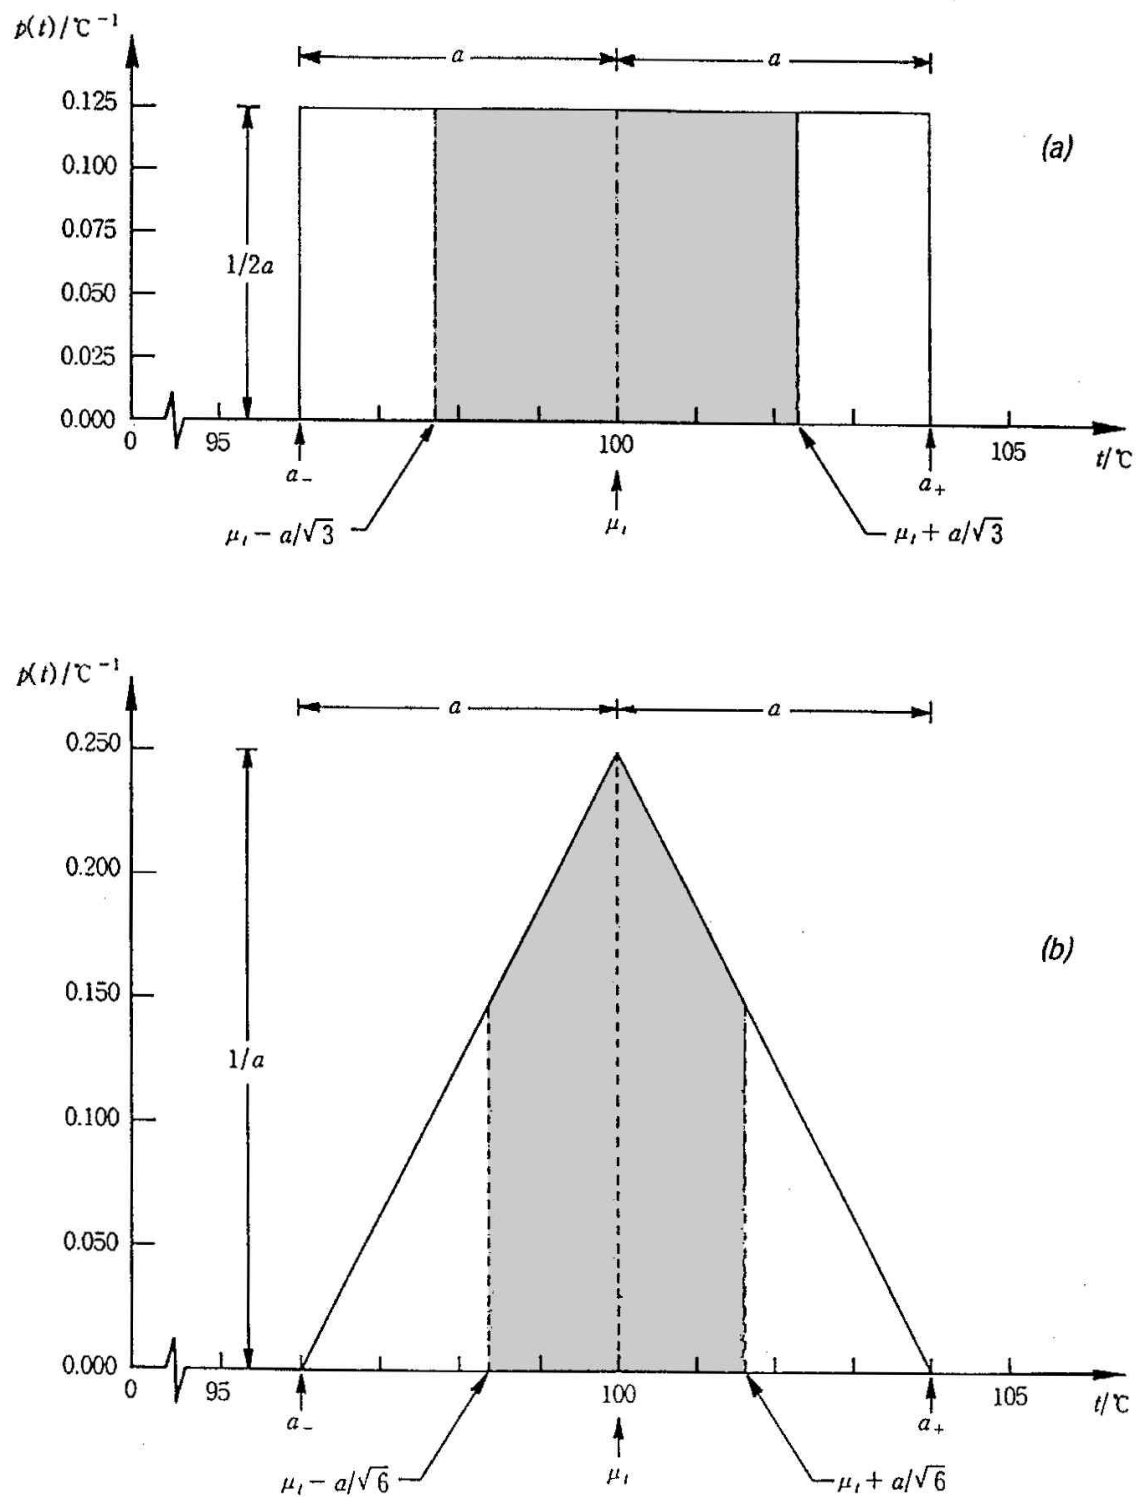 p(t)/℃⁻¹
a a
0.125
(a)
0.100
0.075
1/2a
0.050
0.025
0.000
0 95 100 105 t/℃
a₋ μₜ a₊
μₜ − a/√3 μₜ + a/√3
p(t)/℃⁻¹
a a
0.250
0.200
(b)
0.150
1/a
0.100
0.050
0.000
0 95 100 105 t/℃
a₋ μₜ a₊
μₜ − a/√6 μₜ + a/√6